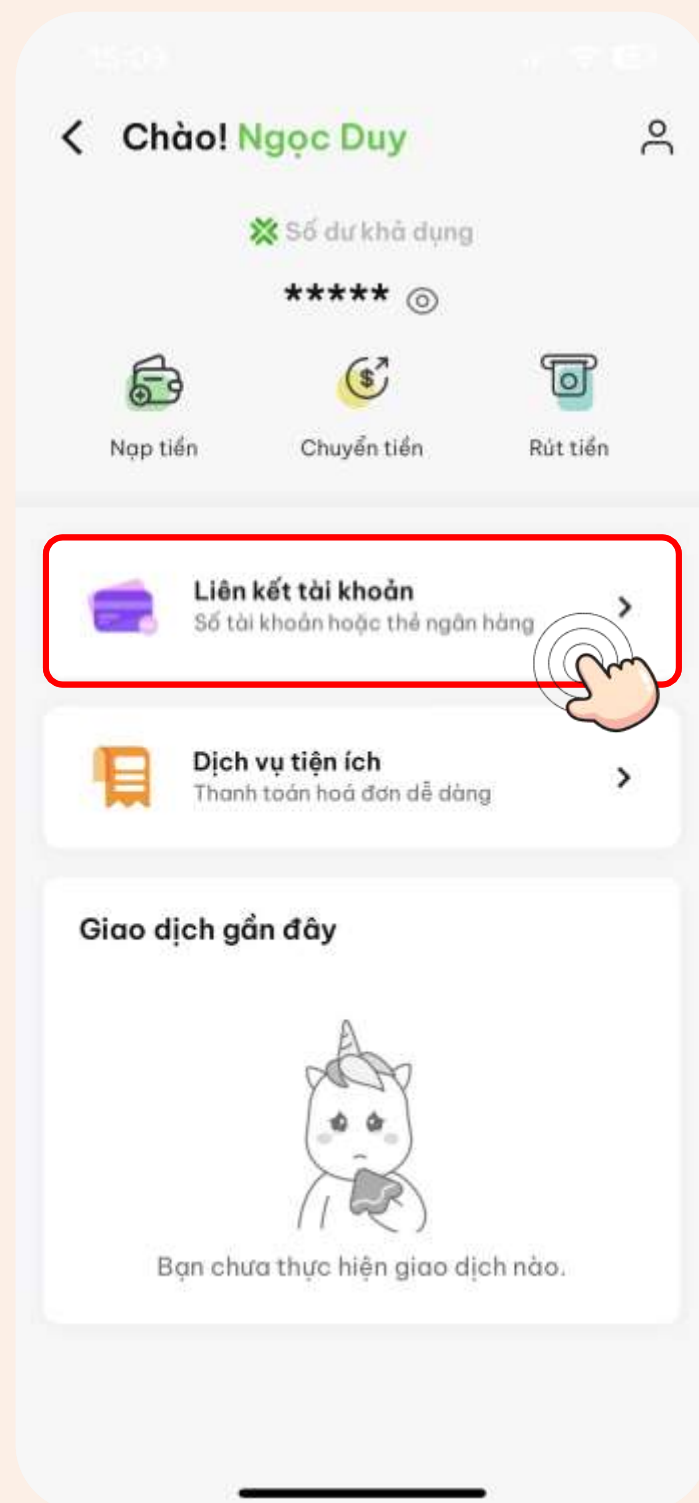 15:09
Chào! Ngọc Duy
Số dư khả dụng
*****
Nạp tiền
Chuyển tiền
Rút tiền
Liên kết tài khoản
Số tài khoản hoặc thẻ ngân hàng
Dịch vụ tiện ích
Thanh toán hoá đơn dễ dàng
Giao dịch gần đây
Bạn chưa thực hiện giao dịch nào.